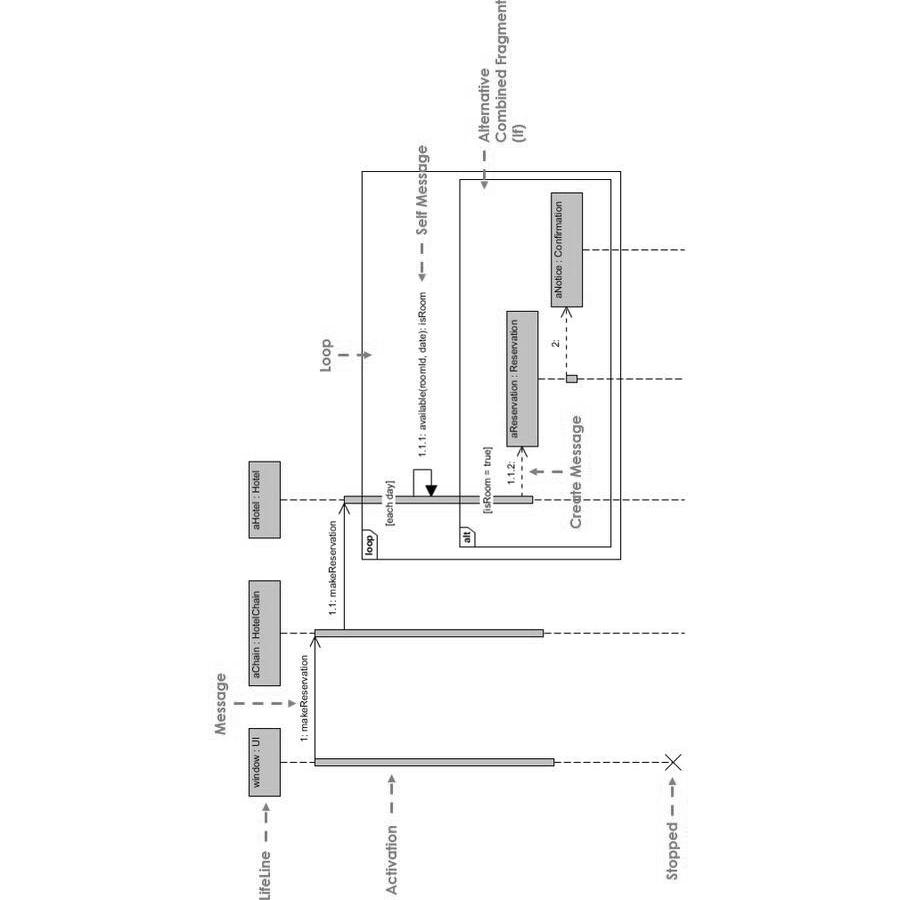 LifeLine
window : UI
aChain : HotelChain
aHotel : Hotel
Message
1: makeReservation
1.1: makeReservation
Loop
loop
[each day]
1.1.1: available(roomId, date): isRoom
Self Message
Activation
alt
[isRoom = true]
Alternative
Combined Fragment
(If)
1.1.2:
aReservation : Reservation
2:
aNotice : Confirmation
Create Message
Stopped